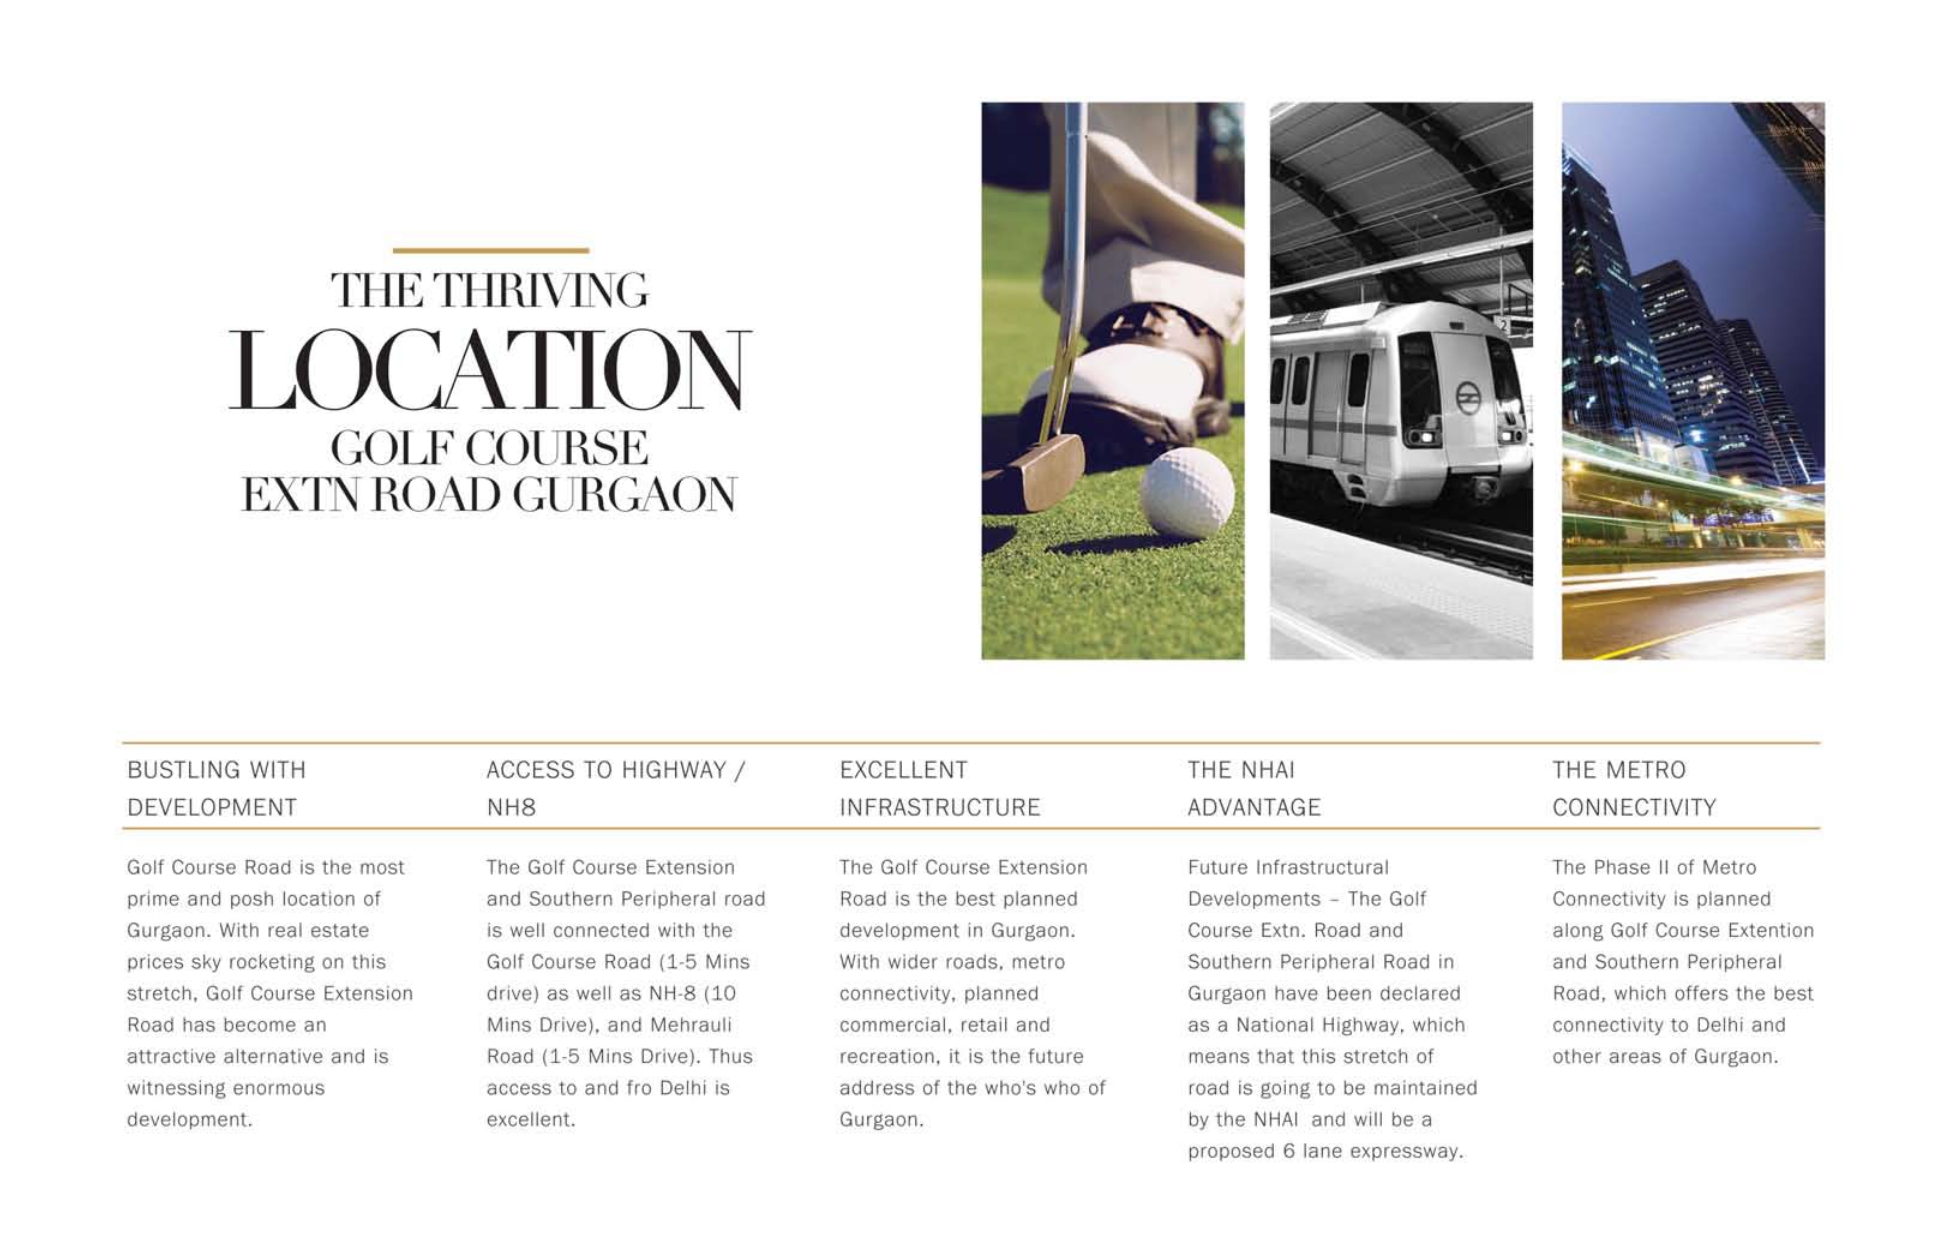 THE THRIVING
LOCATION
GOLF COURSE
EXTN ROAD GURGAON
2
BUSTLING WITH
DEVELOPMENT
Golf Course Road is the most
prime and posh location of
Gurgaon. With real estate
prices sky rocketing on this
stretch, Golf Course Extension
Road has become an
attractive alternative and is
witnessing enormous
development.
ACCESS TO HIGHWAY /
NH8
The Golf Course Extension
and Southern Peripheral road
is well connected with the
Golf Course Road (1-5 Mins
drive) as well as NH-8 (10
Mins Drive), and Mehrauli
Road (1-5 Mins Drive). Thus
access to and fro Delhi is
excellent.
EXCELLENT
INFRASTRUCTURE
The Golf Course Extension
Road is the best planned
development in Gurgaon.
With wider roads, metro
connectivity, planned
commercial, retail and
recreation, it is the future
address of the who's who of
Gurgaon.
THE NHAI
ADVANTAGE
Future Infrastructural
Developments – The Golf
Course Extn. Road and
Southern Peripheral Road in
Gurgaon have been declared
as a National Highway, which
means that this stretch of
road is going to be maintained
by the NHAI and will be a
proposed 6 lane expressway.
THE METRO
CONNECTIVITY
The Phase II of Metro
Connectivity is planned
along Golf Course Extention
and Southern Peripheral
Road, which offers the best
connectivity to Delhi and
other areas of Gurgaon.